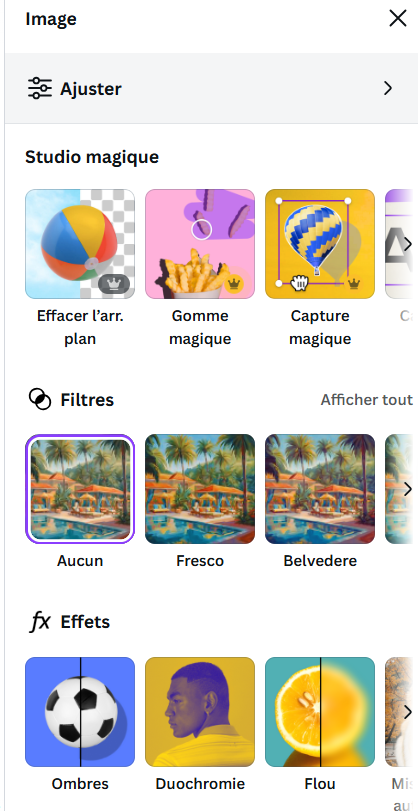 Image
Ajuster
Studio magique
Effacer l'arr.
plan
Gomme
magique
Capture
magique
Filtres
Afficher tout
Aucun
Fresco
Belvedere
fx Effets
Ombres
Duochromie
Flou